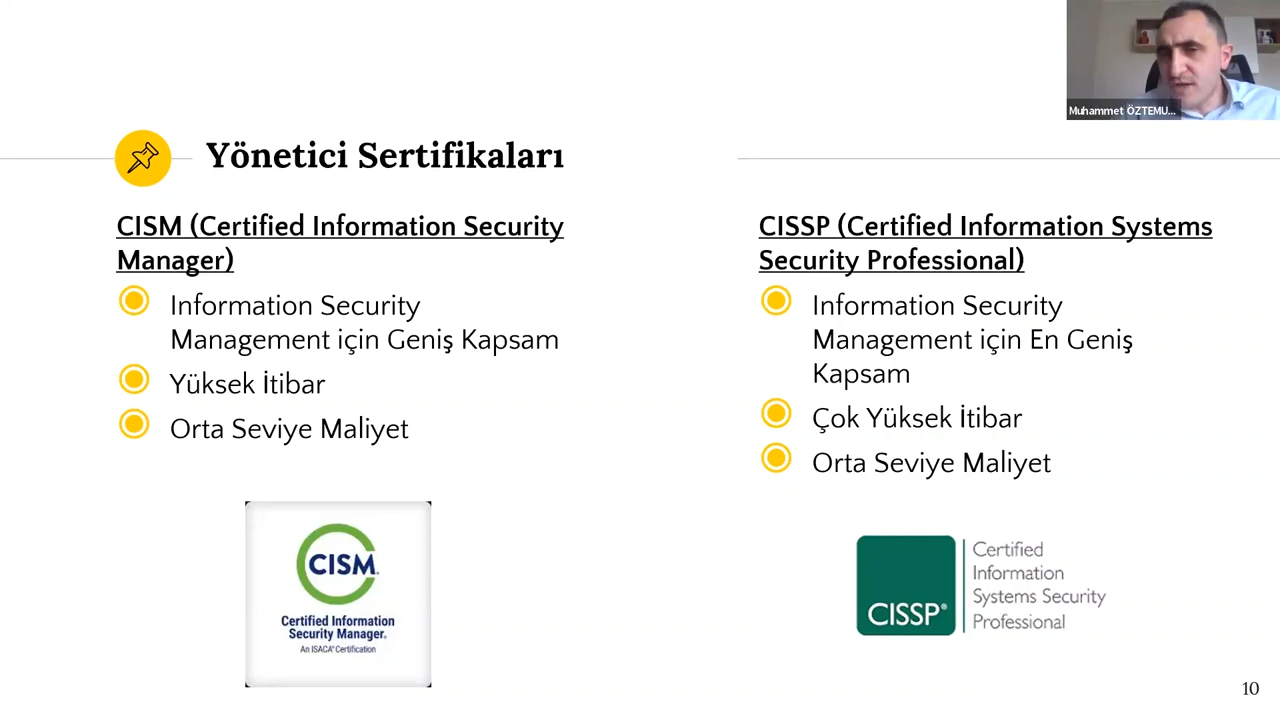 Muhammet ÖZTEMU...
Yönetici Sertifikaları
CISM (Certified Information Security
Manager)
Information Security
Management için Geniş Kapsam
Yüksek İtibar
Orta Seviye Maliyet
CISM®
Certified Information
Security Manager®
An ISACA® Certification
CISSP (Certified Information Systems
Security Professional)
Information Security
Management için En Geniş
Kapsam
Çok Yüksek İtibar
Orta Seviye Maliyet
CISSP®
Certified
Information
Systems Security
Professional
10